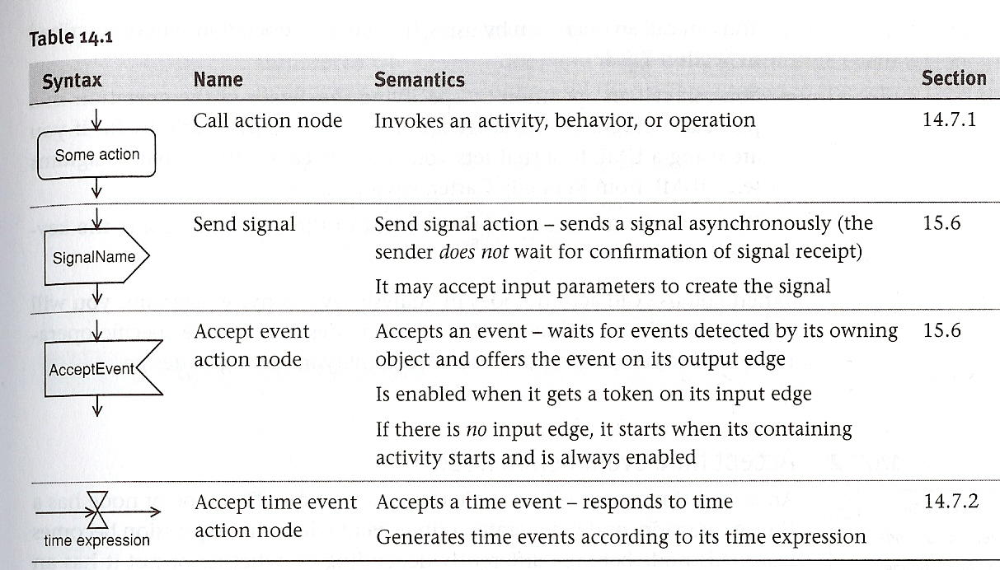 Table 14.1
Syntax Name Semantics Section
Some action
Call action node Invokes an activity, behavior, or operation 14.7.1
SignalName
Send signal Send signal action – sends a signal asynchronously (the 15.6
sender does not wait for confirmation of signal receipt)
It may accept input parameters to create the signal
AcceptEvent
Accept event Accepts an event – waits for events detected by its owning 15.6
action node object and offers the event on its output edge
Is enabled when it gets a token on its input edge
If there is no input edge, it starts when its containing
activity starts and is always enabled
time expression
Accept time event Accepts a time event – responds to time 14.7.2
action node Generates time events according to its time expression